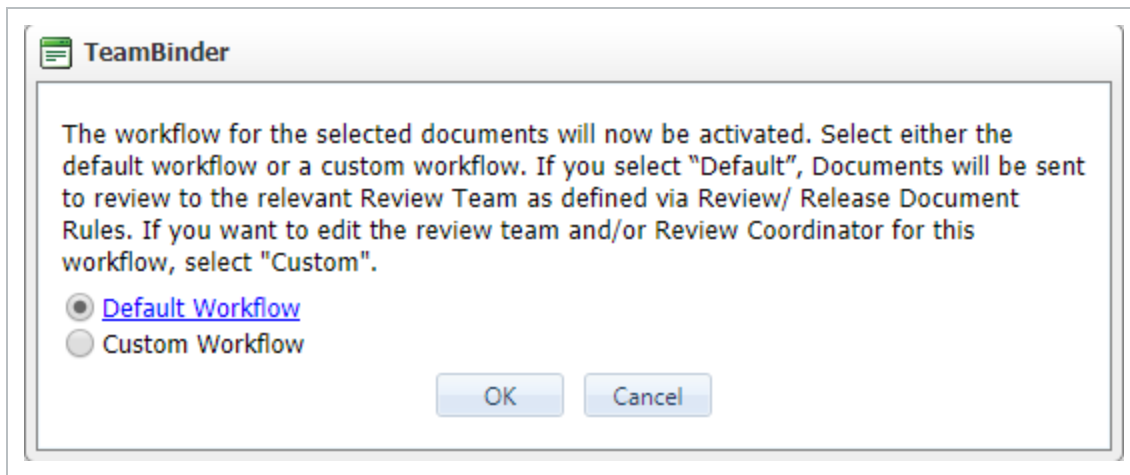 TeamBinder
The workflow for the selected documents will now be activated. Select either the
default workflow or a custom workflow. If you select “Default”, Documents will be sent
to review to the relevant Review Team as defined via Review/ Release Document
Rules. If you want to edit the review team and/or Review Coordinator for this
workflow, select "Custom".
Default Workflow
Custom Workflow
OK Cancel